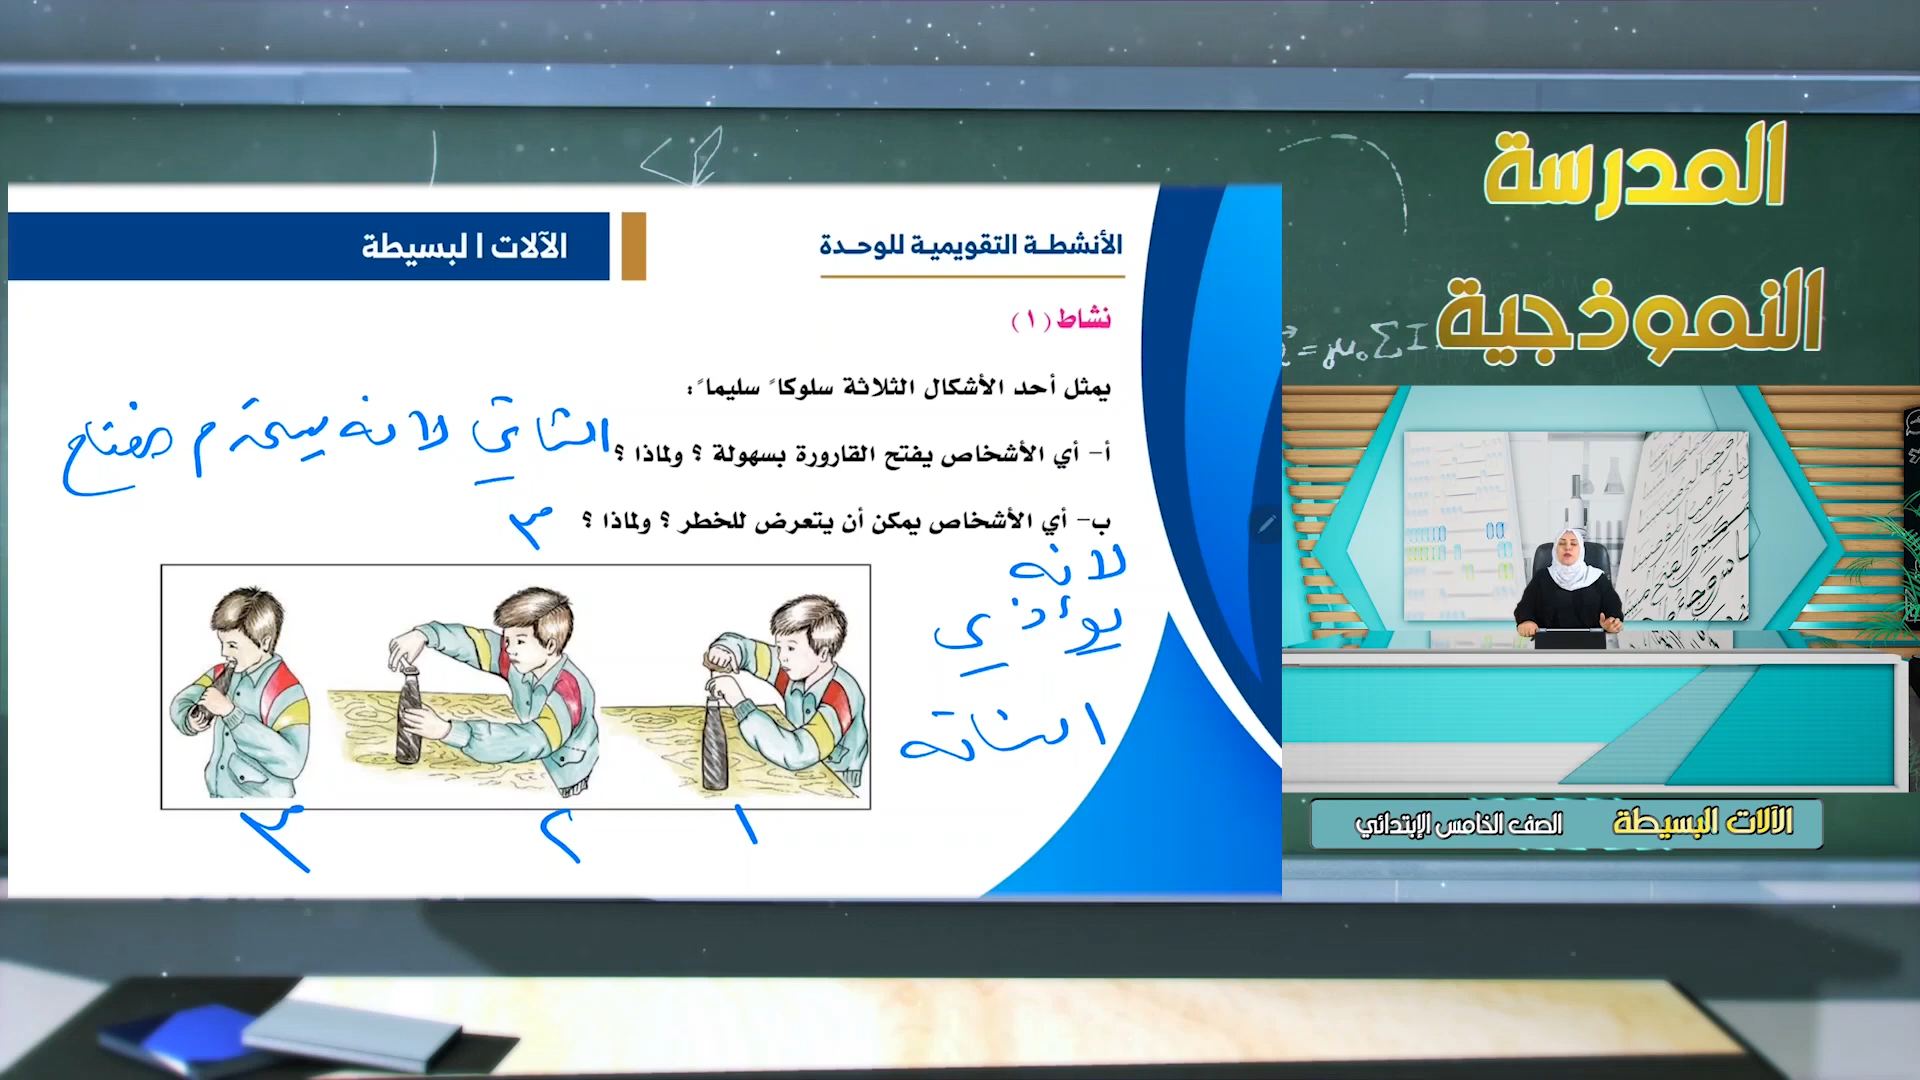 المدرسة
النموذجية
الأنشطة التقويمية للوحدة
الآلات البسيطة
نشاط (١)
يمثل أحد الأشكال الثلاثة سلوكاً سليماً:
أ- أي الأشخاص يفتح القارورة بسهولة ؟ ولماذا ؟
الثاني لانه يستخدم مفتاح
ب- أي الأشخاص يمكن أن يتعرض للخطر ؟ ولماذا ؟
٣
لانه
يؤذي
١
٢
٣
الآلات البسيطة
الصف الخامس الإبتدائي